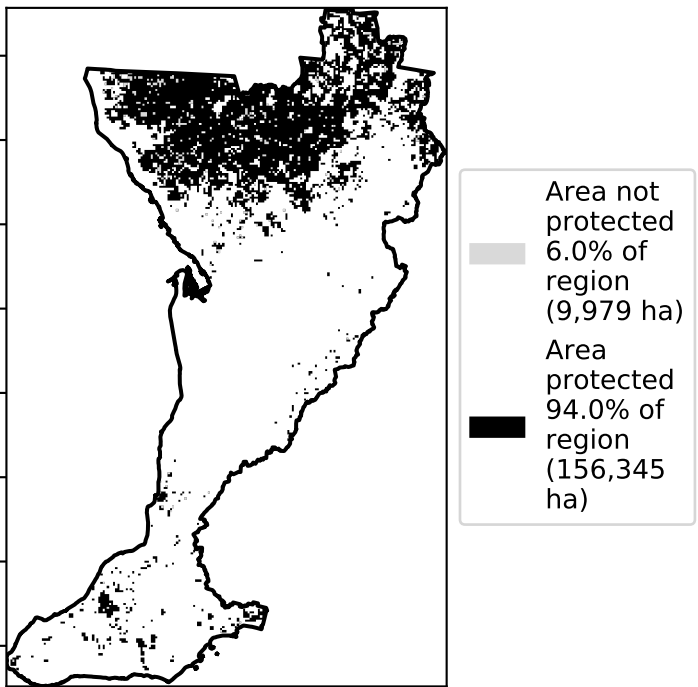 Area not
protected
6.0% of
region
(9,979 ha)
Area
protected
94.0% of
region
(156,345
ha)